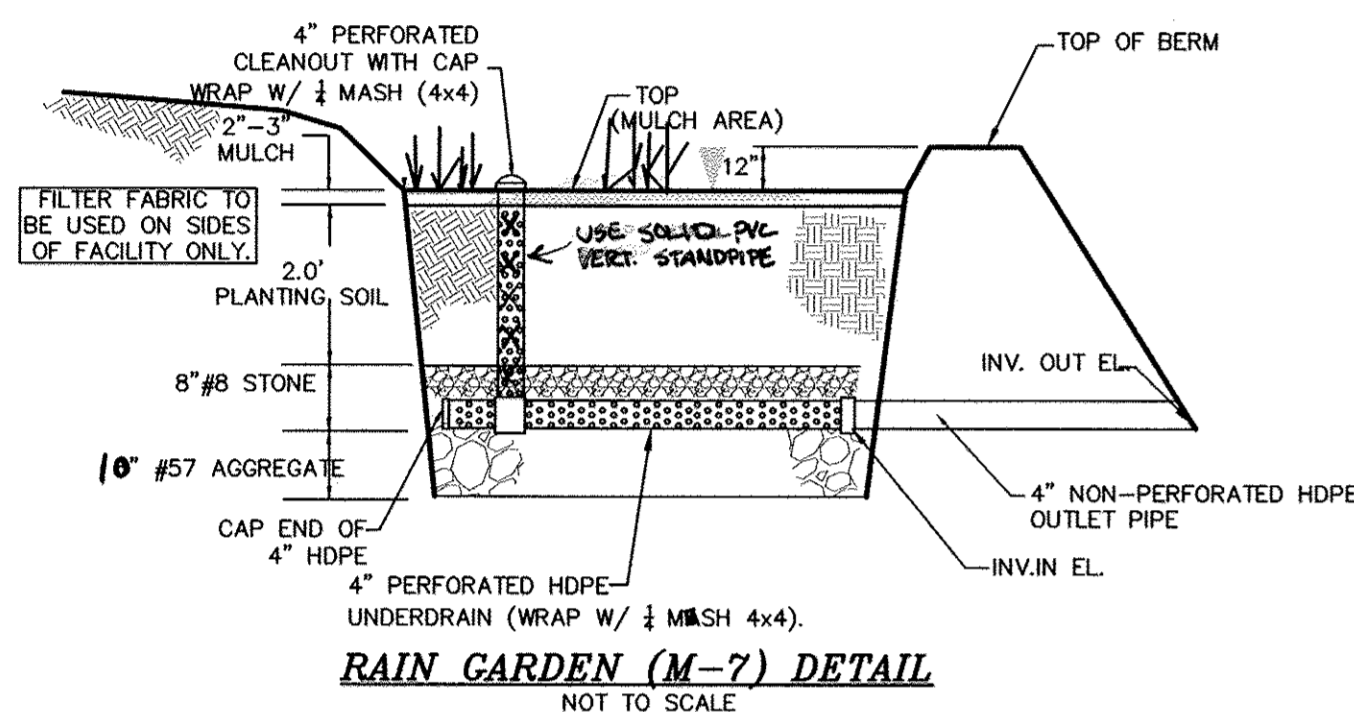 4" PERFORATED
CLEANOUT WITH CAP
WRAP W/ ¼ MASH (4x4)
TOP OF BERM
TOP
(MULCH AREA)
2"-3"
MULCH
12"
FILTER FABRIC TO
BE USED ON SIDES
OF FACILITY ONLY.
USE SOLID PVC
VERT. STANDPIPE
2.0'
PLANTING SOIL
8"#8 STONE
INV. OUT EL.
10" #57 AGGREGATE
CAP END OF
4" HDPE
4" NON-PERFORATED HDPE
OUTLET PIPE
INV.IN EL.
4" PERFORATED HDPE
UNDERDRAIN (WRAP W/ ¼ MASH 4x4).
RAIN GARDEN (M-7) DETAIL
NOT TO SCALE